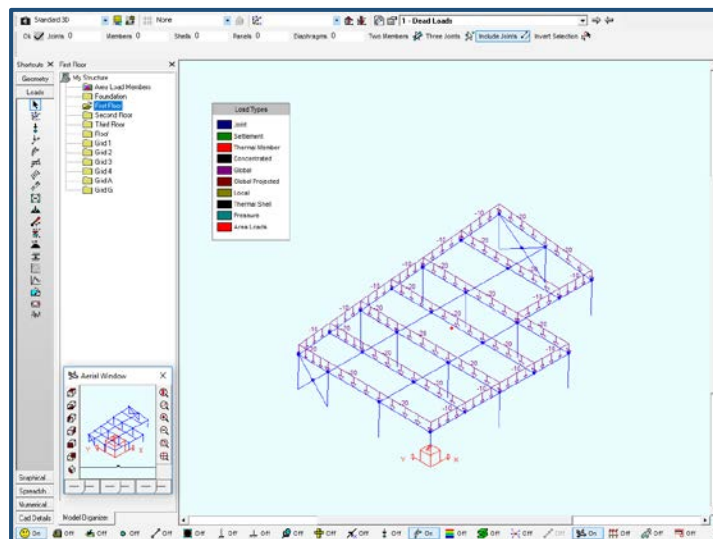 Standard 3D None 1 - Dead Loads
Ok Joints 0 Members 0 Shells 0 Panels 0 Diaphragms 0 Two Members Three Joints Include Joints Invert Selection
Shortcuts First Floor
Geometry
Loads
My Structure
Area Load Members
Foundation
First Floor
Second Floor
Third Floor
Floor
Grid 1
Grid 2
Grid 3
Grid 4
Grid A
Grid G
Load Types
Joint
Settlement
Thermal Member
Concentrated
Global
Global Projected
Local
Thermal Shell
Pressure
Area Loads
Aerial Window
Y X
Graphical...
Spreadsh...
Numerical...
Cad Details
Model Organizer
On Off Off Off Off Off Off Off Off Off Off Off On Off Off Off Off On Off Off Off